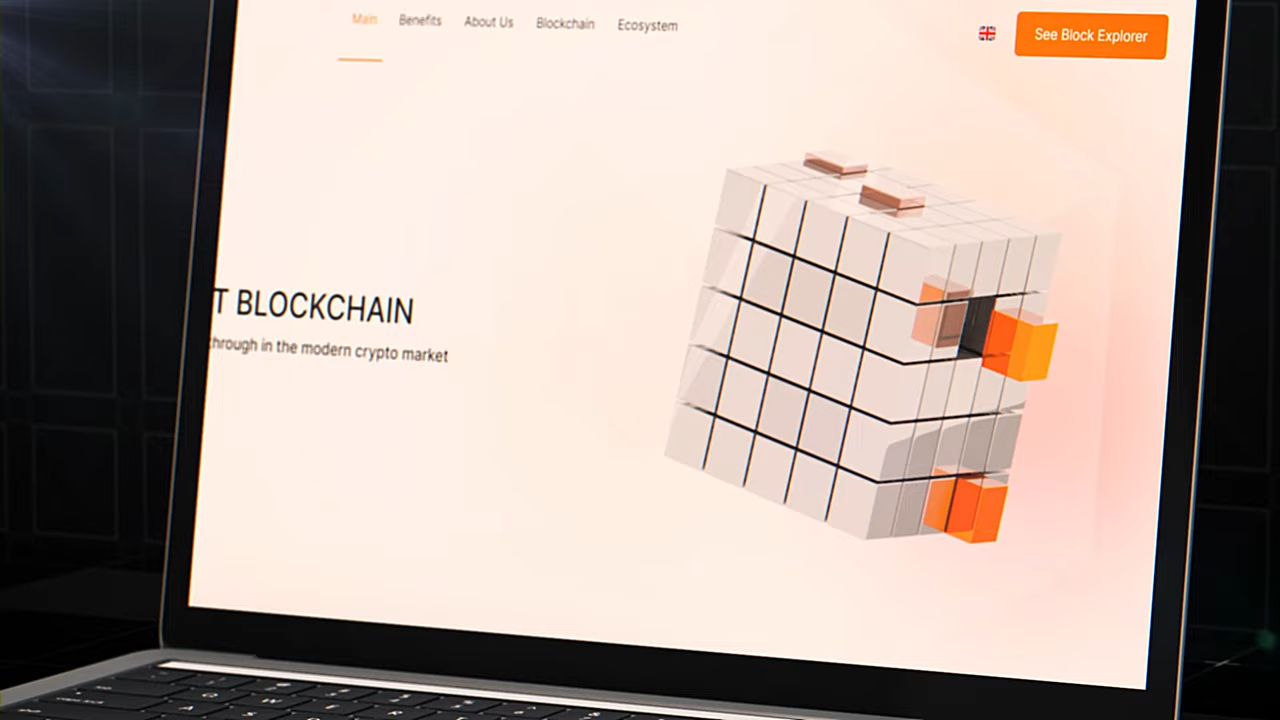 Main Benefits About Us Blockchain Ecosystem
See Block Explorer
T BLOCKCHAIN
through in the modern crypto market
Q W E R
A S